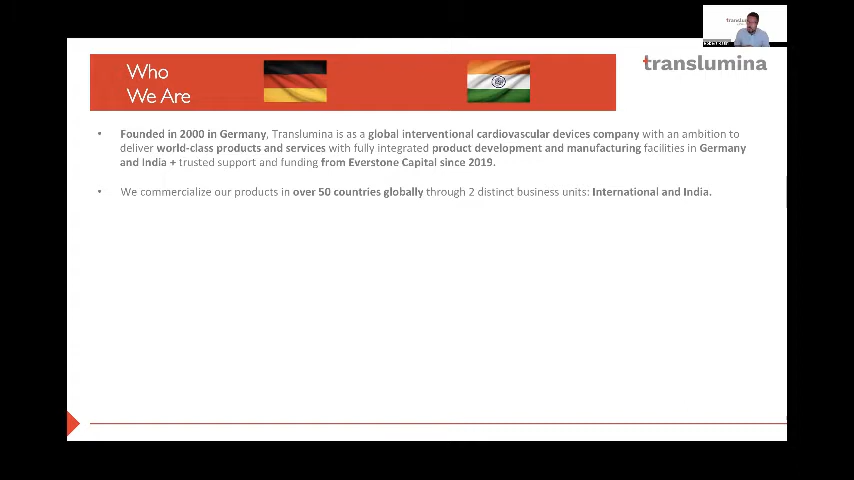 Who
We Are
translumina
• Founded in 2000 in Germany, Translumina is as a global interventional cardiovascular devices company with an ambition to
deliver world-class products and services with fully integrated product development and manufacturing facilities in Germany
and India + trusted support and funding from Everstone Capital since 2019.
• We commercialize our products in over 50 countries globally through 2 distinct business units: International and India.